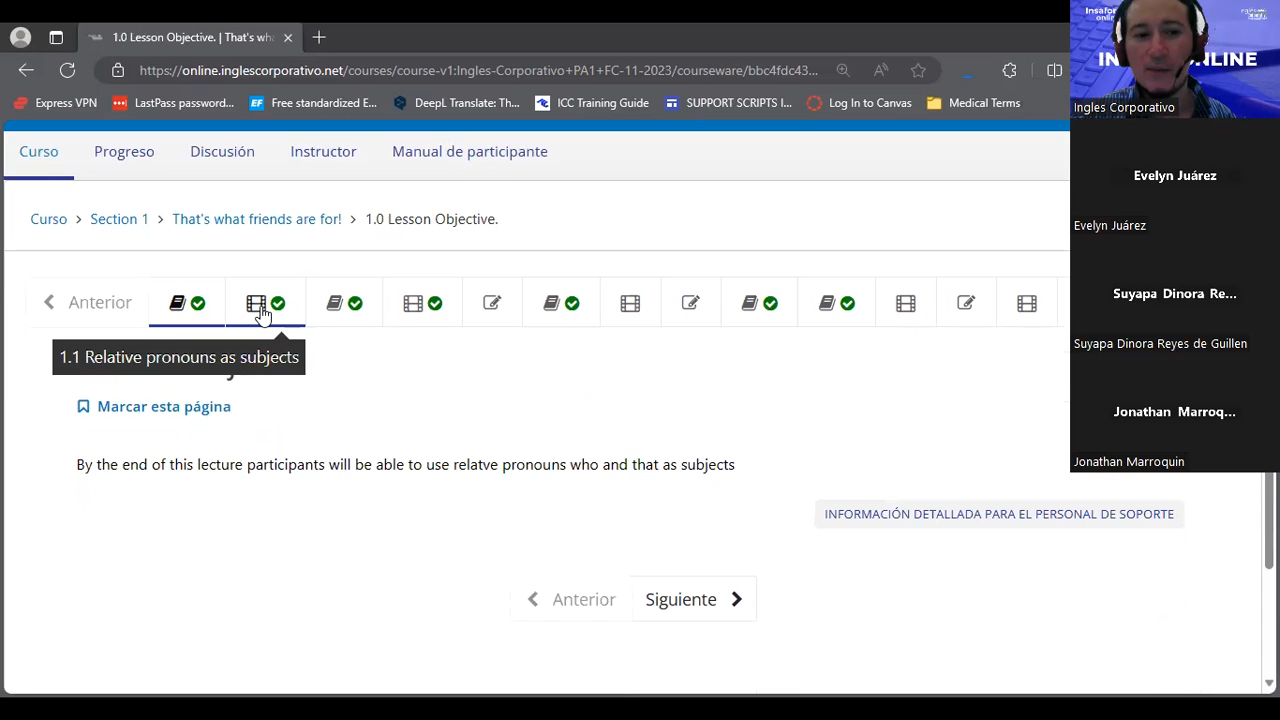 1.0 Lesson Objective. | That's wha
https://online.inglescorporativo.net/courses/course-v1:Ingles-Corporativo+PA1+FC-11-2023/courseware/bbc4fdc43...
Express VPN
LastPass password...
Free standardized E...
DeepL Translate: Th...
ICC Training Guide
SUPPORT SCRIPTS I...
Log In to Canvas
Medical Terms
Curso
Progreso
Discusión
Instructor
Manual de participante
Curso > Section 1 > That's what friends are for! > 1.0 Lesson Objective.
Anterior
1.1 Relative pronouns as subjects
Marcar esta página
By the end of this lecture participants will be able to use relatve pronouns who and that as subjects
INFORMACIÓN DETALLADA PARA EL PERSONAL DE SOPORTE
Anterior
Siguiente
ONLINE
Ingles Corporativo
Evelyn Juárez
Evelyn Juárez
Suyapa Dinora Re...
Suyapa Dinora Reyes de Guillen
Jonathan Marroq...
Jonathan Marroquin